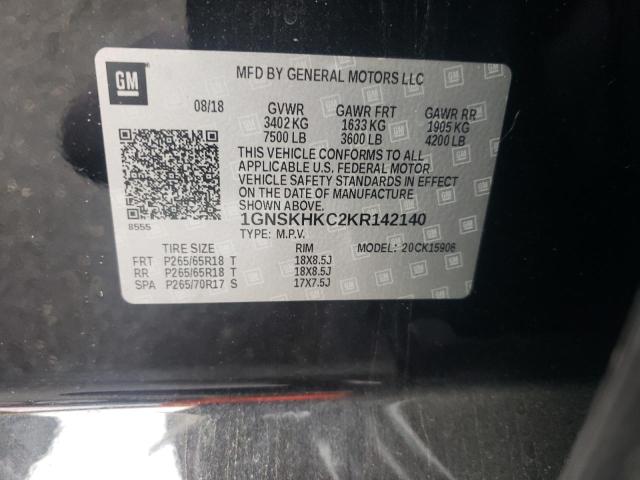 GM
MFD BY GENERAL MOTORS LLC
08/18 GVWR GAWR FRT GAWR RR
3402 KG 1633 KG 1905 KG
7500 LB 3600 LB 4200 LB
THIS VEHICLE CONFORMS TO ALL
APPLICABLE U.S. FEDERAL MOTOR
VEHICLE SAFETY STANDARDS IN EFFECT
ON THE DATE OF MANUFACTURE
SHOWN ABOVE.
1GNSKHKC2KR142140
8555
TYPE: M.P.V. MODEL: 20CK15906
TIRE SIZE RIM
FRT P265/65R18 T 18X8.5J
RR P265/65R18 T 18X8.5J
SPA P265/70R17 S 17X7.5J